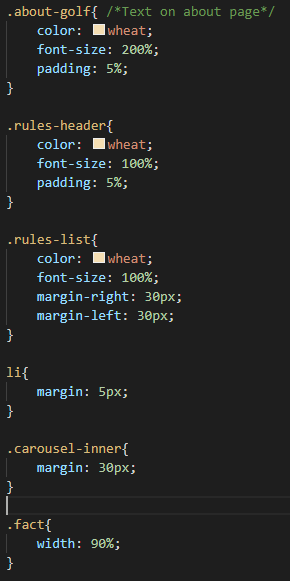 .about-golf{ /*Text on about page*/
color: wheat;
font-size: 200%;
padding: 5%;
}
.rules-header{
color: wheat;
font-size: 100%;
padding: 5%;
}
.rules-list{
color: wheat;
font-size: 100%;
margin-right: 30px;
margin-left: 30px;
}
li{
margin: 5px;
}
.carousel-inner{
margin: 30px;
}
.fact{
width: 90%;
}